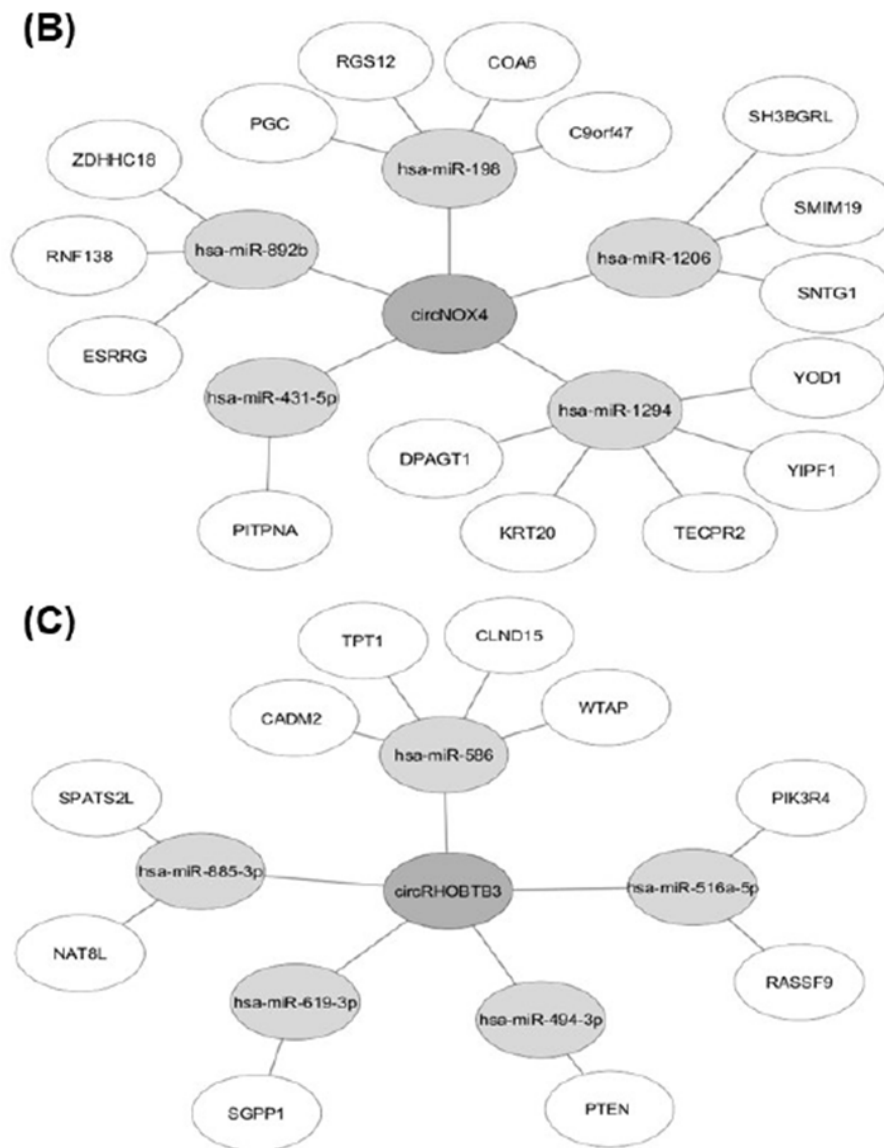 (B)
RGS12
COA6
PGC
C9orf47
SH3BGRL
ZDHHC18
hsa-miR-198
SMIM19
RNF138
hsa-miR-892b
hsa-miR-1206
SNTG1
circNOX4
ESRRG
YOD1
hsa-miR-431-5p
hsa-miR-1294
DPAGT1
YIPF1
PITPNA
KRT20
TECPR2
(C)
TPT1
CLND15
CADM2
WTAP
hsa-miR-586
SPATS2L
PIK3R4
hsa-miR-885-3p
circRHOBTB3
hsa-miR-516a-5p
NAT8L
RASSF9
hsa-miR-619-3p
hsa-miR-494-3p
SGPP1
PTEN